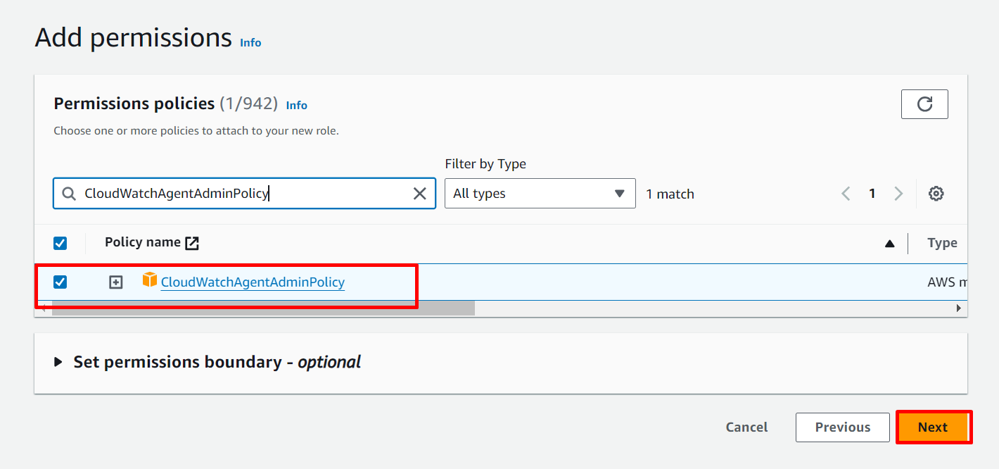 Add permissions Info
Permissions policies (1/942) Info
Choose one or more policies to attach to your new role.
Filter by Type
CloudWatchAgentAdminPolicy
All types
1 match
1
Policy name
Type
CloudWatchAgentAdminPolicy
AWS m
Set permissions boundary - optional
Cancel
Previous
Next